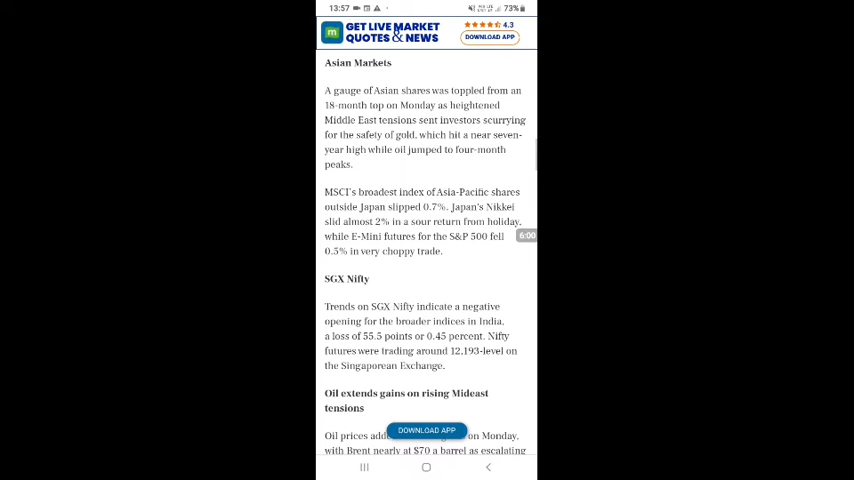 13:57
73%
GET LIVE MARKET
QUOTES & NEWS
4.3
DOWNLOAD APP
Asian Markets
A gauge of Asian shares was toppled from an
18-month top on Monday as heightened
Middle East tensions sent investors scurrying
for the safety of gold, which hit a near seven-
year high while oil jumped to four-month
peaks.
MSCI's broadest index of Asia-Pacific shares
outside Japan slipped 0.7%. Japan's Nikkei
slid almost 2% in a sour return from holiday,
while E-Mini futures for the S&P 500 fell
6:00
0.3% in very choppy trade.
SGX Nifty
Trends on SGX Nifty indicate a negative
opening for the broader indices in India,
a loss of 55.5 points or 0.45 percent. Nifty
futures were trading around 12,193-level on
the Singaporean Exchange.
Oil extends gains on rising Mideast
tensions
DOWNLOAD APP
Oil prices on Monday,
with Brent nearly at $70 a barrel as escalating